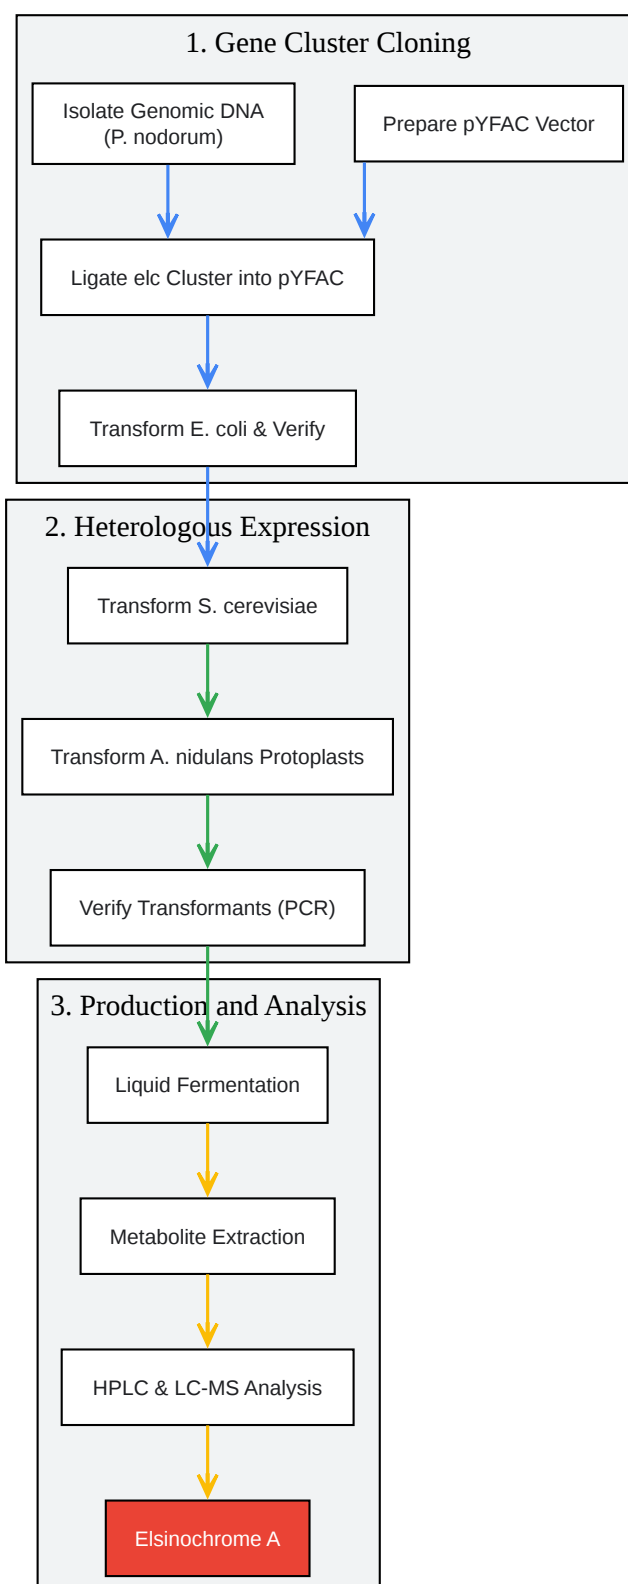 1. Gene Cluster Cloning
Isolate Genomic DNA
(P. nodorum)
Prepare pYFAC Vector
Ligate elc Cluster into pYFAC
Transform E. coli & Verify
2. Heterologous Expression
Transform S. cerevisiae
Transform A. nidulans Protoplasts
Verify Transformants (PCR)
3. Production and Analysis
Liquid Fermentation
Metabolite Extraction
HPLC & LC-MS Analysis
Elsinochrome A